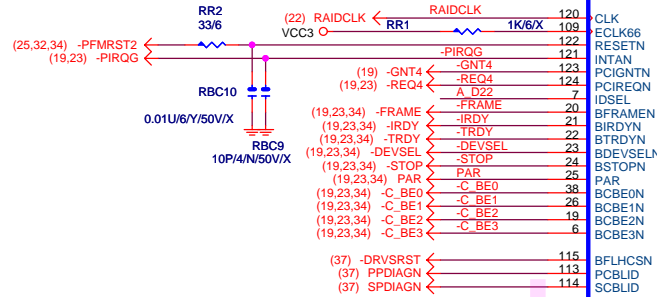 RR2
33/6
(22) RAIDCLK RAIDCLK 120 CLK
VCC3 RR1 1K/6/X 109 ECLK66
(25,32,34) -PFMRST2 122 RESETN
(19,23) -PIRQG -PIRQG 121 INTAN
(19) -GNT4 -GNT4 123 PCIGNTN
(19,23) -REQ4 -REQ4 124 PCIREQN
A_D22 7 IDSEL
RBC10
(19,23,34) -FRAME -FRAME 20 BFRAMEN
0.01U/6/Y/50V/X
(19,23,34) -IRDY -IRDY 21 BIRDYN
(19,23,34) -TRDY -TRDY 22 BTRDYN
RBC9
(19,23,34) -DEVSEL -DEVSEL 23 BDEVSELN
10P/4/N/50V/X
(19,23,34) -STOP -STOP 24 BSTOPN
(19,23,34) PAR PAR 25 PAR
(19,23,34) -C_BE0 -C_BE0 38 BCBE0N
(19,23,34) -C_BE1 -C_BE1 26 BCBE1N
(19,23,34) -C_BE2 -C_BE2 19 BCBE2N
(19,23,34) -C_BE3 -C_BE3 6 BCBE3N
(37) -DRVSRST 115 BFLHCSN
(37) PPDIAGN 113 PCBLID
(37) SPDIAGN 114 SCBLID